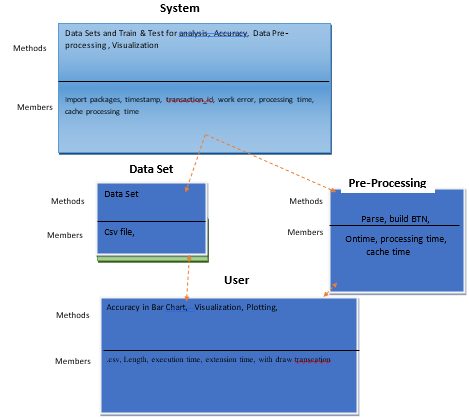 System
Methods
Data Sets and Train & Test for analysis, Accuracy, Data Pre-
processing , Visualization
Members
Import packages, timestamp, transaction_id, work error, processing time,
cache processing time
Data Set
Methods
Data Set
Members
Csv file,
Pre-Processing
Methods
Parse, build BTN,
Members
Ontime, processing time,
cache time
User
Methods
Accuracy in Bar Chart, Visualization, Plotting,
Members
.csv, Length, execution time, extension time, with draw transcation